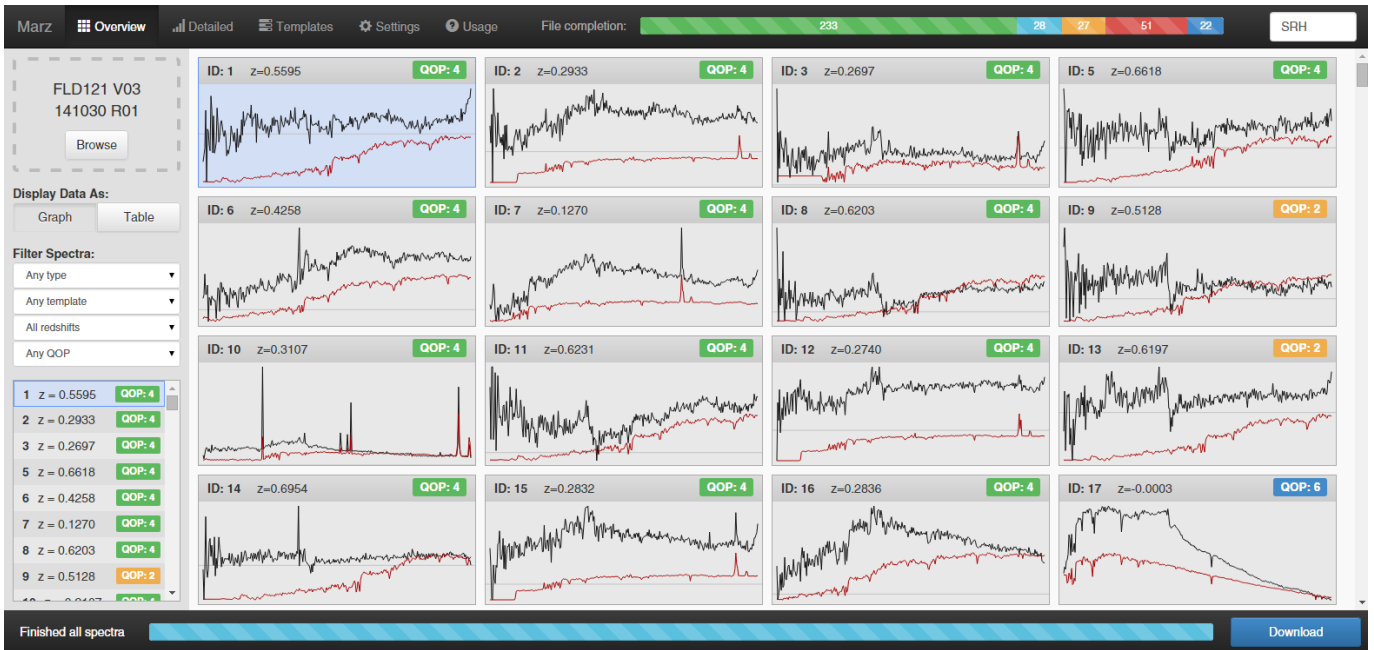 Marz Overview Detailed Templates Settings Usage File completion: 233 28 27 51 22 SRH
FLD121 V03
141030 R01
Browse
Display Data As:
Graph Table
Filter Spectra:
Any type
Any template
All redshifts
Any QOP
1 z = 0.5595 QOP: 4
2 z = 0.2933 QOP: 4
3 z = 0.2697 QOP: 4
5 z = 0.6618 QOP: 4
6 z = 0.4258 QOP: 4
7 z = 0.1270 QOP: 4
8 z = 0.6203 QOP: 4
9 z = 0.5128 QOP: 2
10 z = 0.3107 QOP: 4
ID: 1 z=0.5595 QOP: 4
ID: 2 z=0.2933 QOP: 4
ID: 3 z=0.2697 QOP: 4
ID: 5 z=0.6618 QOP: 4
ID: 6 z=0.4258 QOP: 4
ID: 7 z=0.1270 QOP: 4
ID: 8 z=0.6203 QOP: 4
ID: 9 z=0.5128 QOP: 2
ID: 10 z=0.3107 QOP: 4
ID: 11 z=0.6231 QOP: 4
ID: 12 z=0.2740 QOP: 4
ID: 13 z=0.6197 QOP: 2
ID: 14 z=0.6954 QOP: 4
ID: 15 z=0.2832 QOP: 4
ID: 16 z=0.2836 QOP: 4
ID: 17 z=-0.0003 QOP: 6
Finished all spectra Download